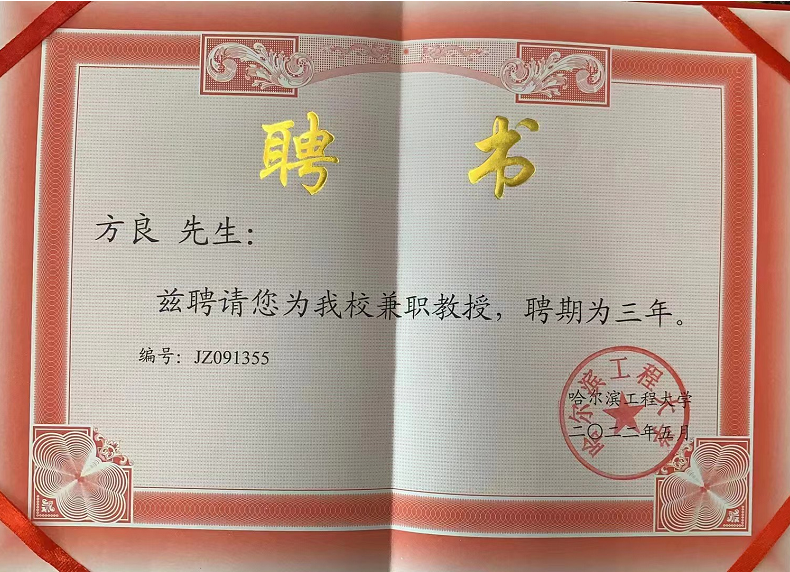 聘 书
方良 先生：
兹聘请您为我校兼职教授，聘期为三年。
编号：JZ091355
哈尔滨工程大学
哈尔滨工程大学
二〇二二年五月